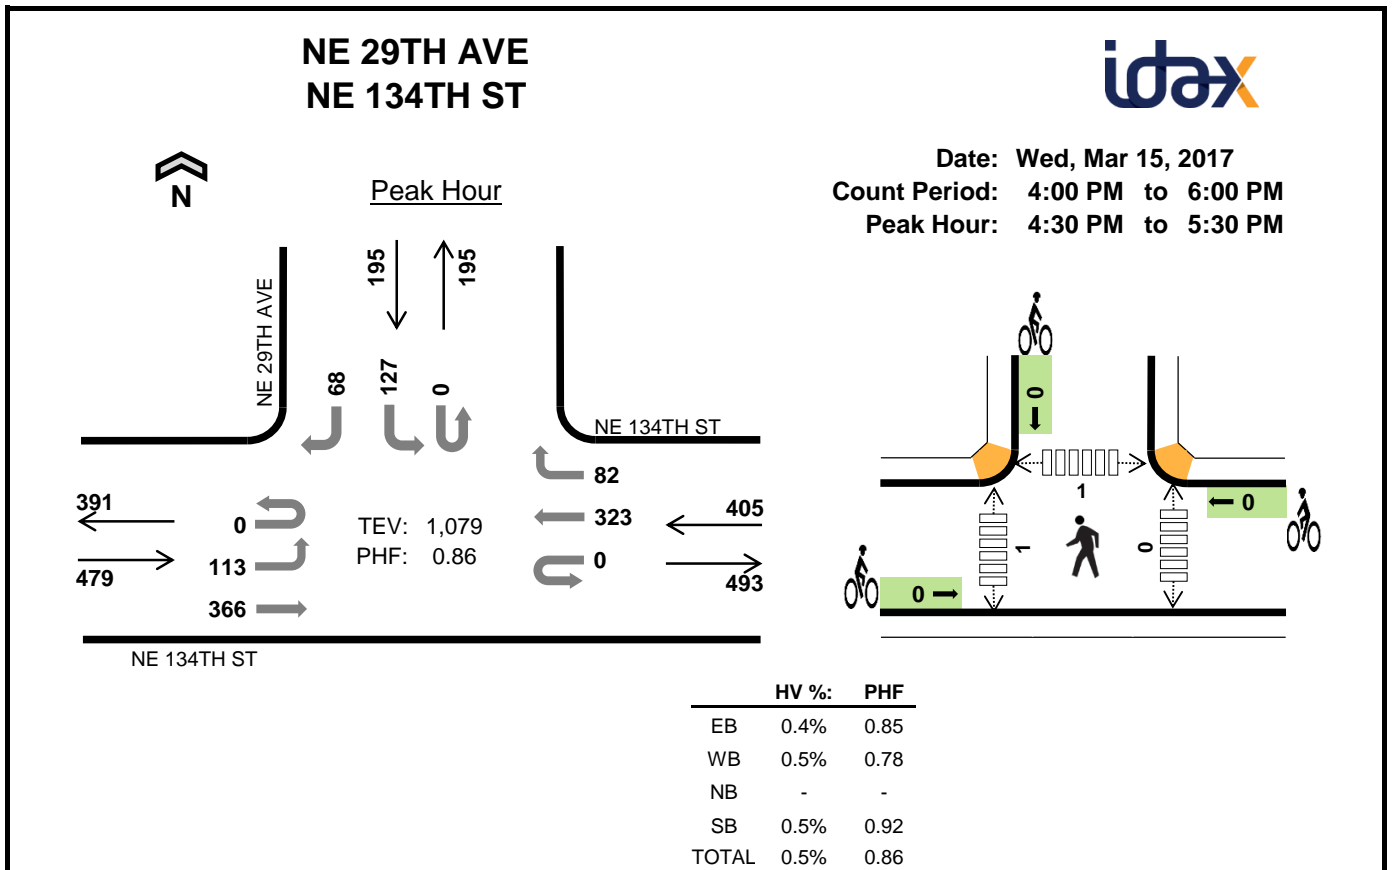 NE 29TH AVE
NE 134TH ST
idax
Date: Wed, Mar 15, 2017
Count Period: 4:00 PM to 6:00 PM
Peak Hour: 4:30 PM to 5:30 PM
N
Peak Hour
195
195
NE 29TH AVE
68
127
0
NE 134TH ST
82
323
0
405
493
391
479
0
113
366
TEV: 1,079
PHF: 0.86
NE 134TH ST
0
1
0
1
0
0
HV %: PHF
EB 0.4% 0.85
WB 0.5% 0.78
NB - -
SB 0.5% 0.92
TOTAL 0.5% 0.86